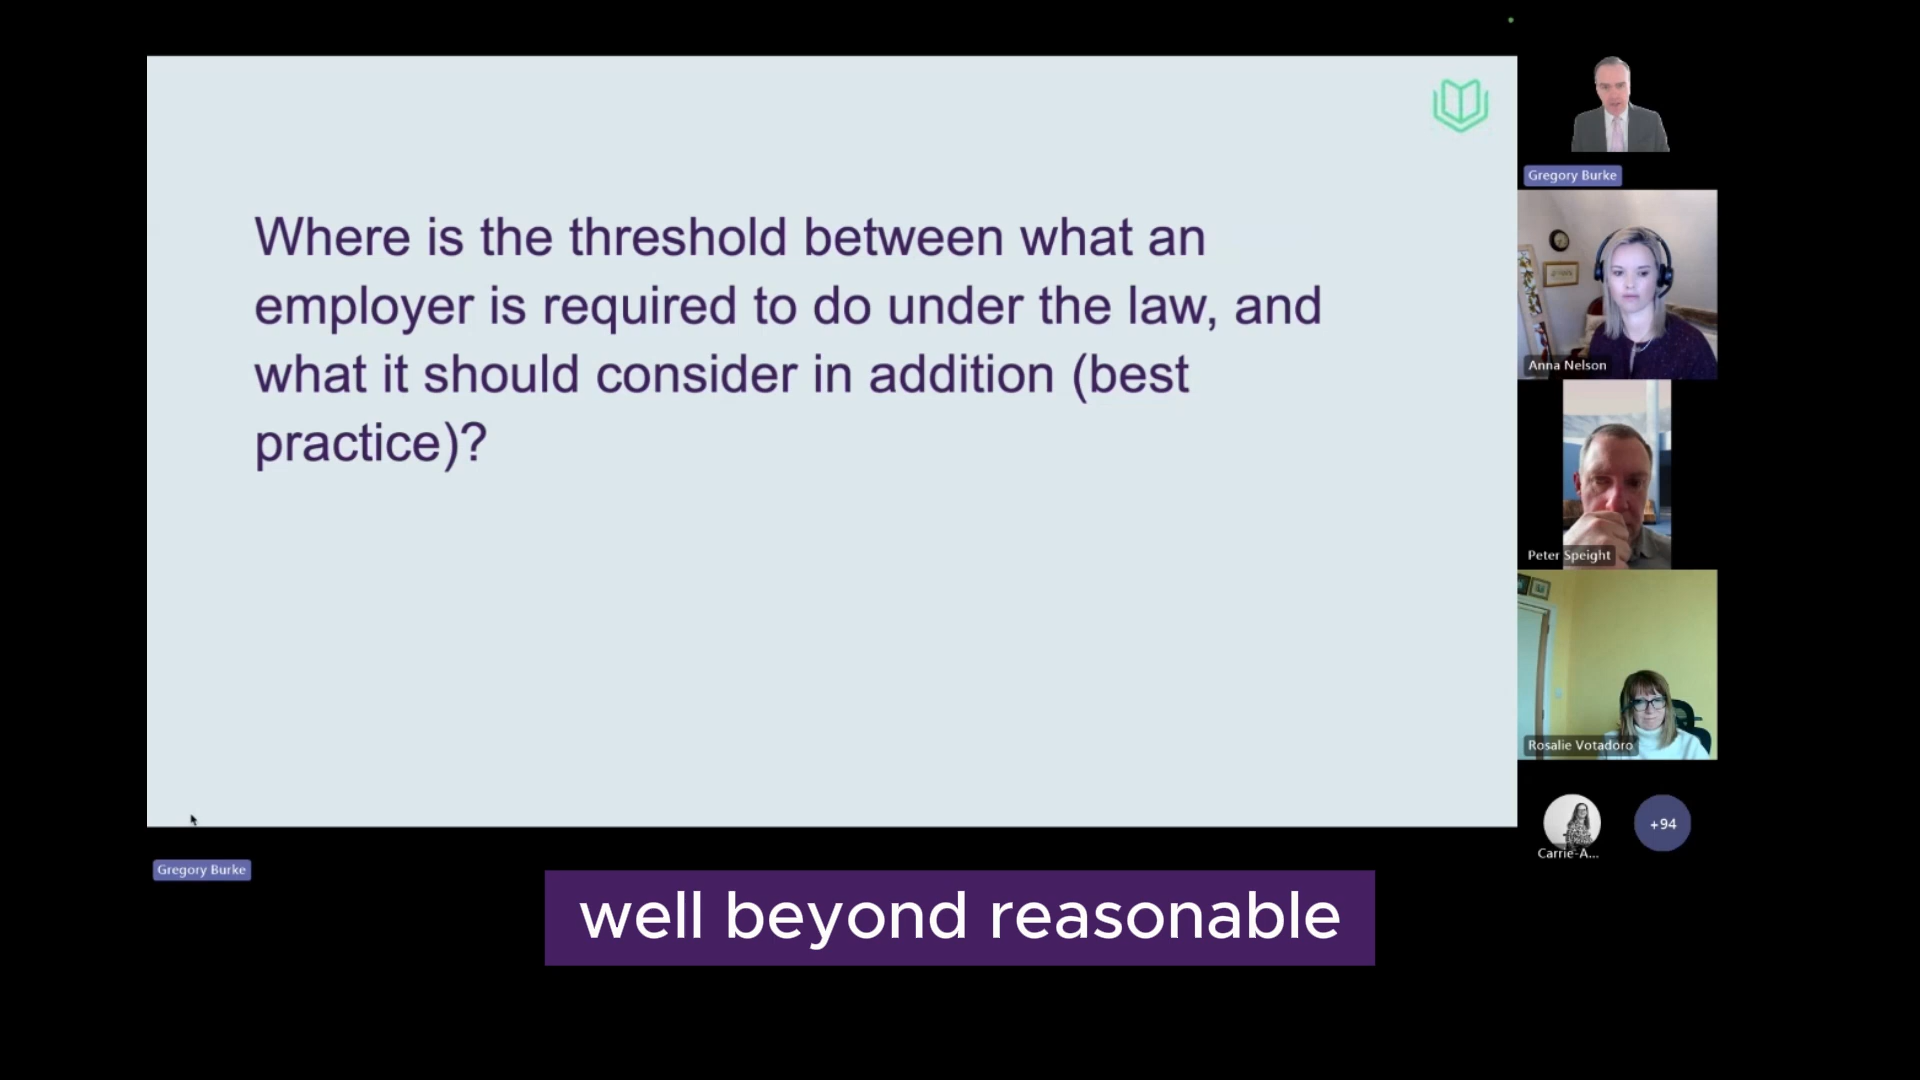 Where is the threshold between what an
employer is required to do under the law, and
what it should consider in addition (best
practice)?
Gregory Burke
Anna Nelson
Peter Speight
Rosalie Votadoro
Carrie-A...
+94
Gregory Burke
well beyond reasonable